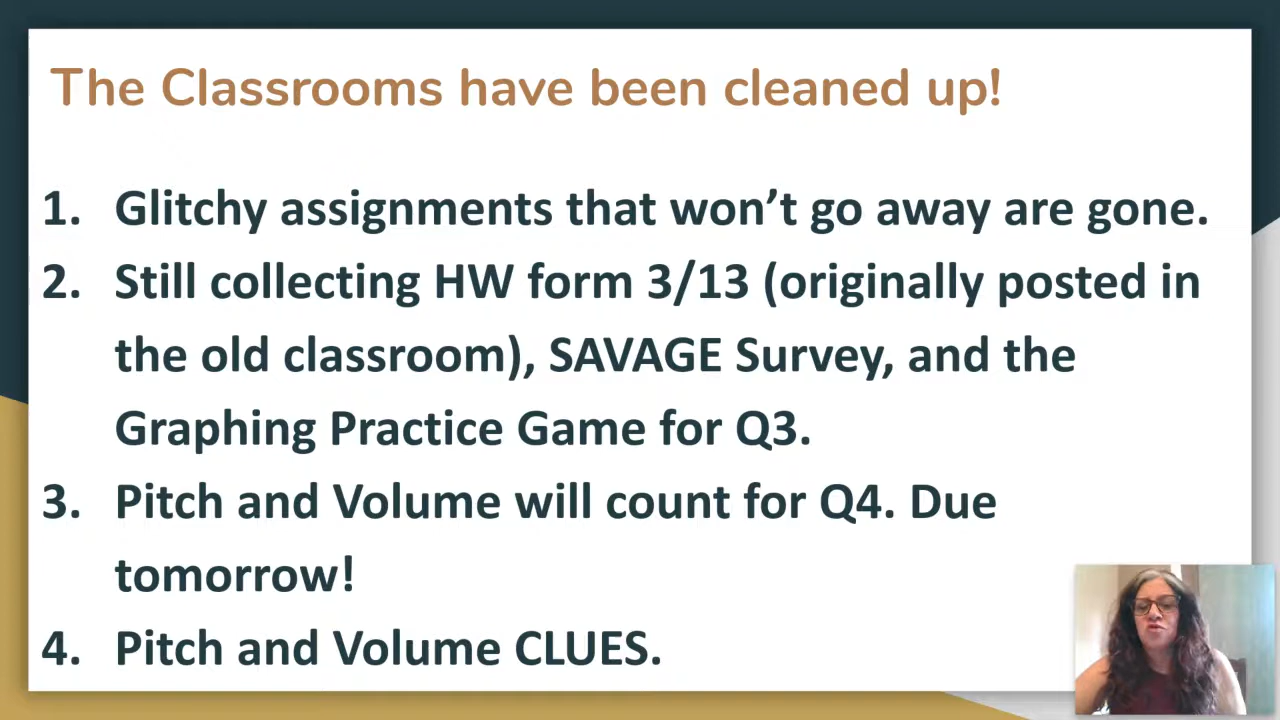 The Classrooms have been cleaned up!
1. Glitchy assignments that won’t go away are gone.
2. Still collecting HW form 3/13 (originally posted in
the old classroom), SAVAGE Survey, and the
Graphing Practice Game for Q3.
3. Pitch and Volume will count for Q4. Due
tomorrow!
4. Pitch and Volume CLUES.